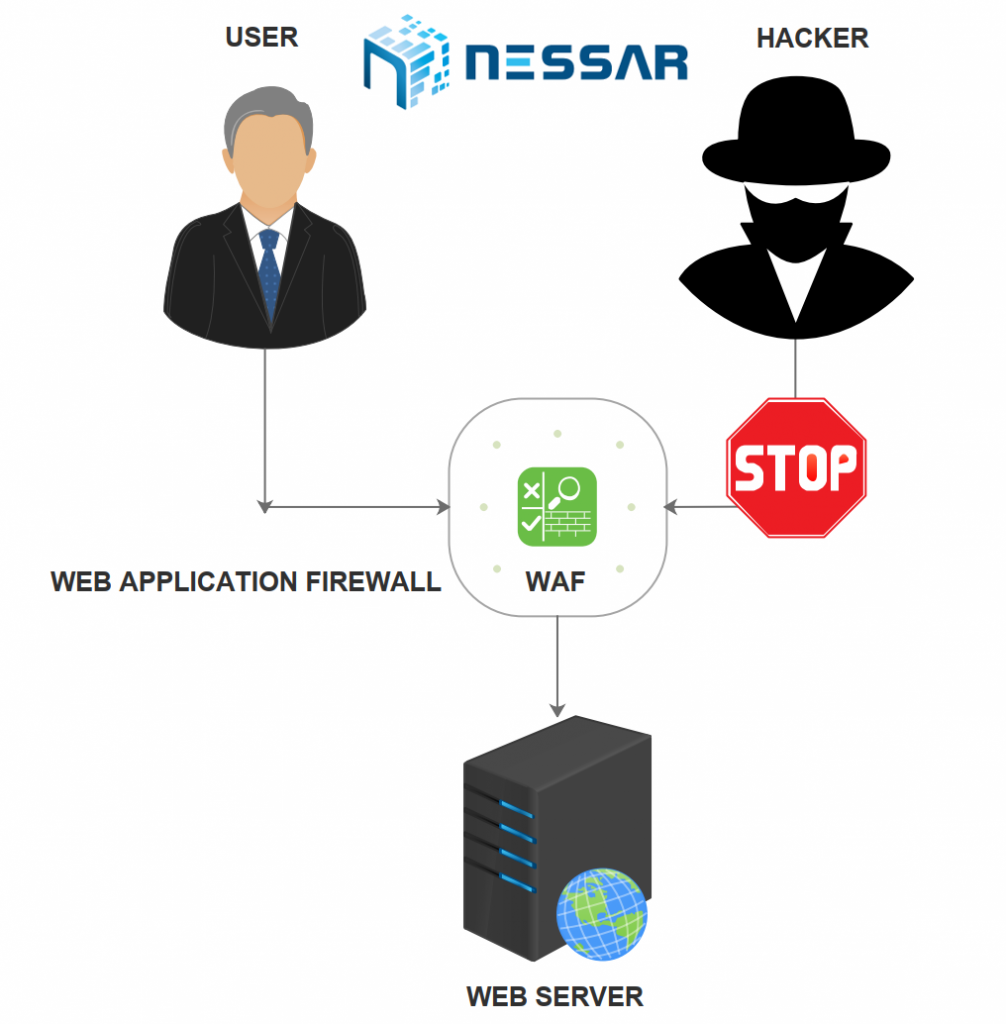 USER
NESSAR
HACKER
STOP
WEB APPLICATION FIREWALL
WAF
WEB SERVER